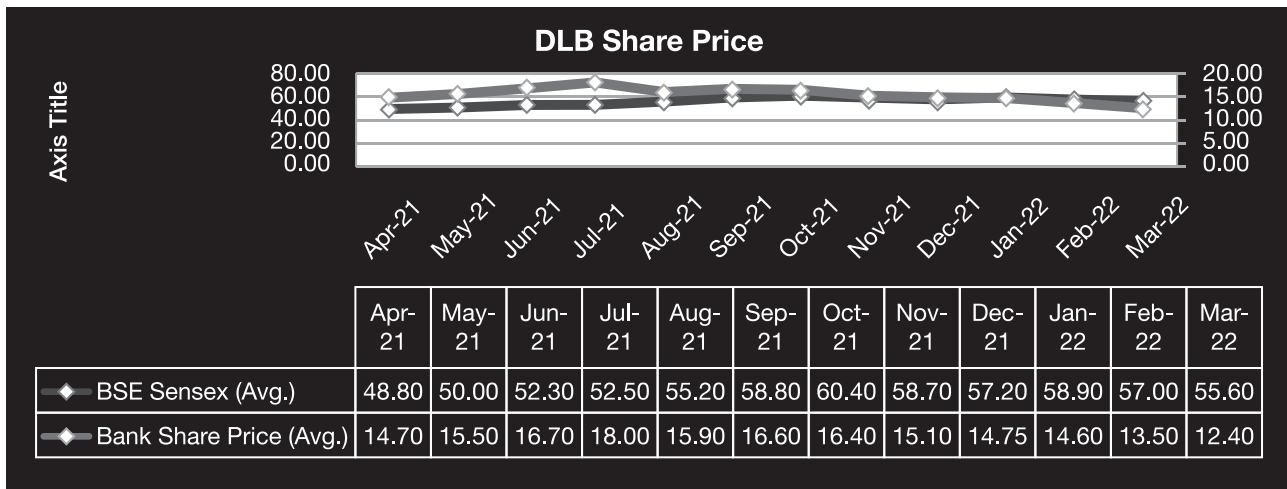 DLB Share Price
Axis Title
80.00
60.00
40.00
20.00
0.00
20.00
15.00
10.00
5.00
0.00
Apr-21 May-21 Jun-21 Jul-21 Aug-21 Sep-21 Oct-21 Nov-21 Dec-21 Jan-22 Feb-22 Mar-22
Apr- May- Jun- Jul- Aug- Sep- Oct- Nov- Dec- Jan- Feb- Mar-
21 21 21 21 21 21 21 21 21 22 22 22
BSE Sensex (Avg.) 48.80 50.00 52.30 52.50 55.20 58.80 60.40 58.70 57.20 58.90 57.00 55.60
Bank Share Price (Avg.) 14.70 15.50 16.70 18.00 15.90 16.60 16.40 15.10 14.75 14.60 13.50 12.40